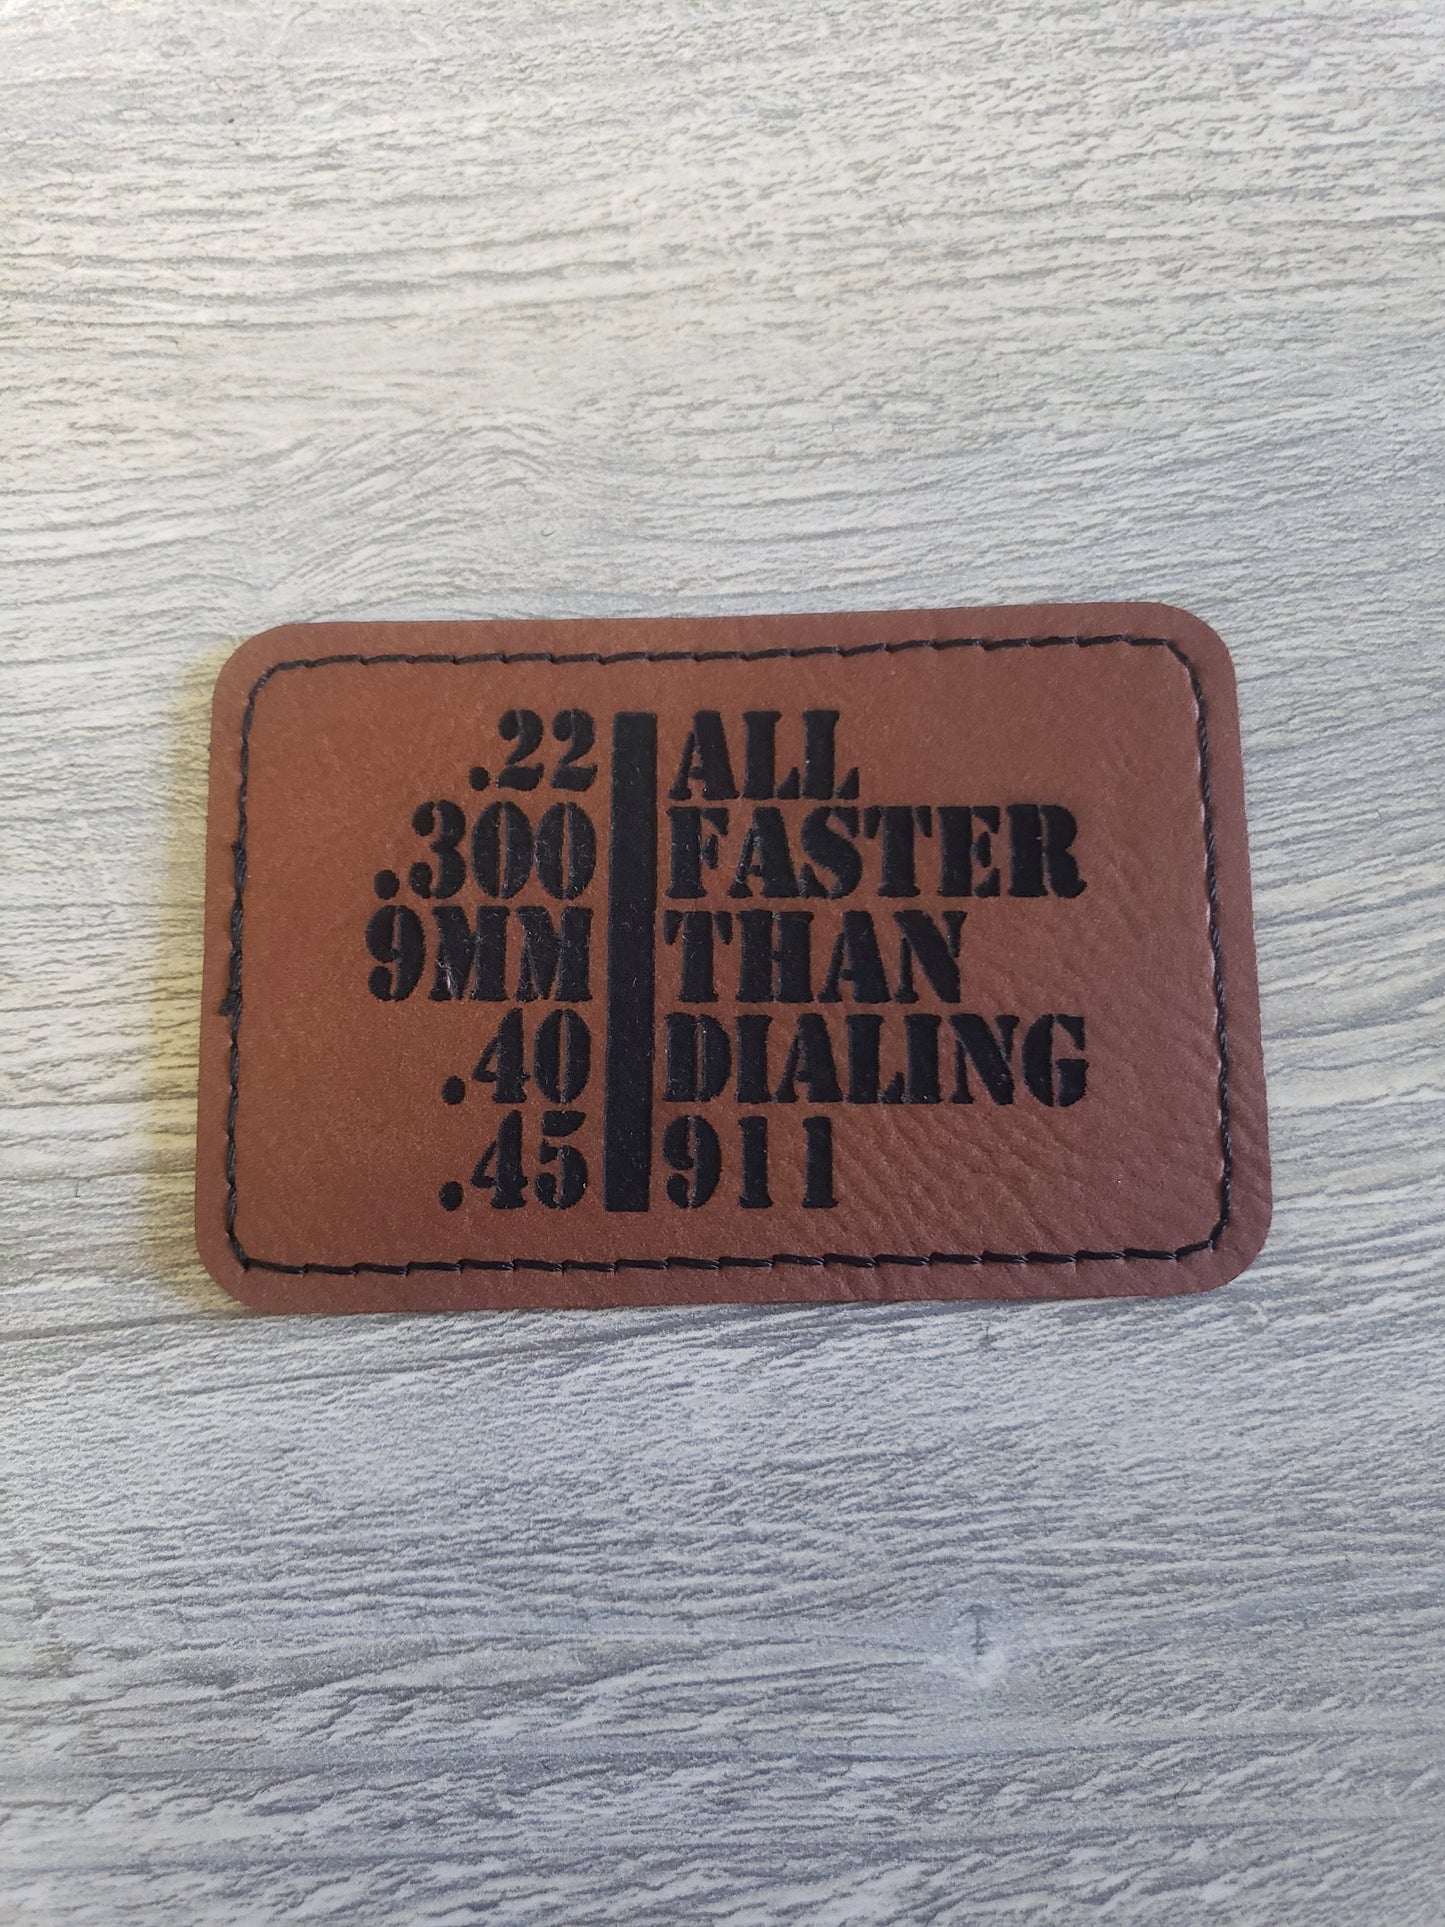 .22
.300
9MM
.40
.45
ALL
FASTER
THAN
DIALING
911